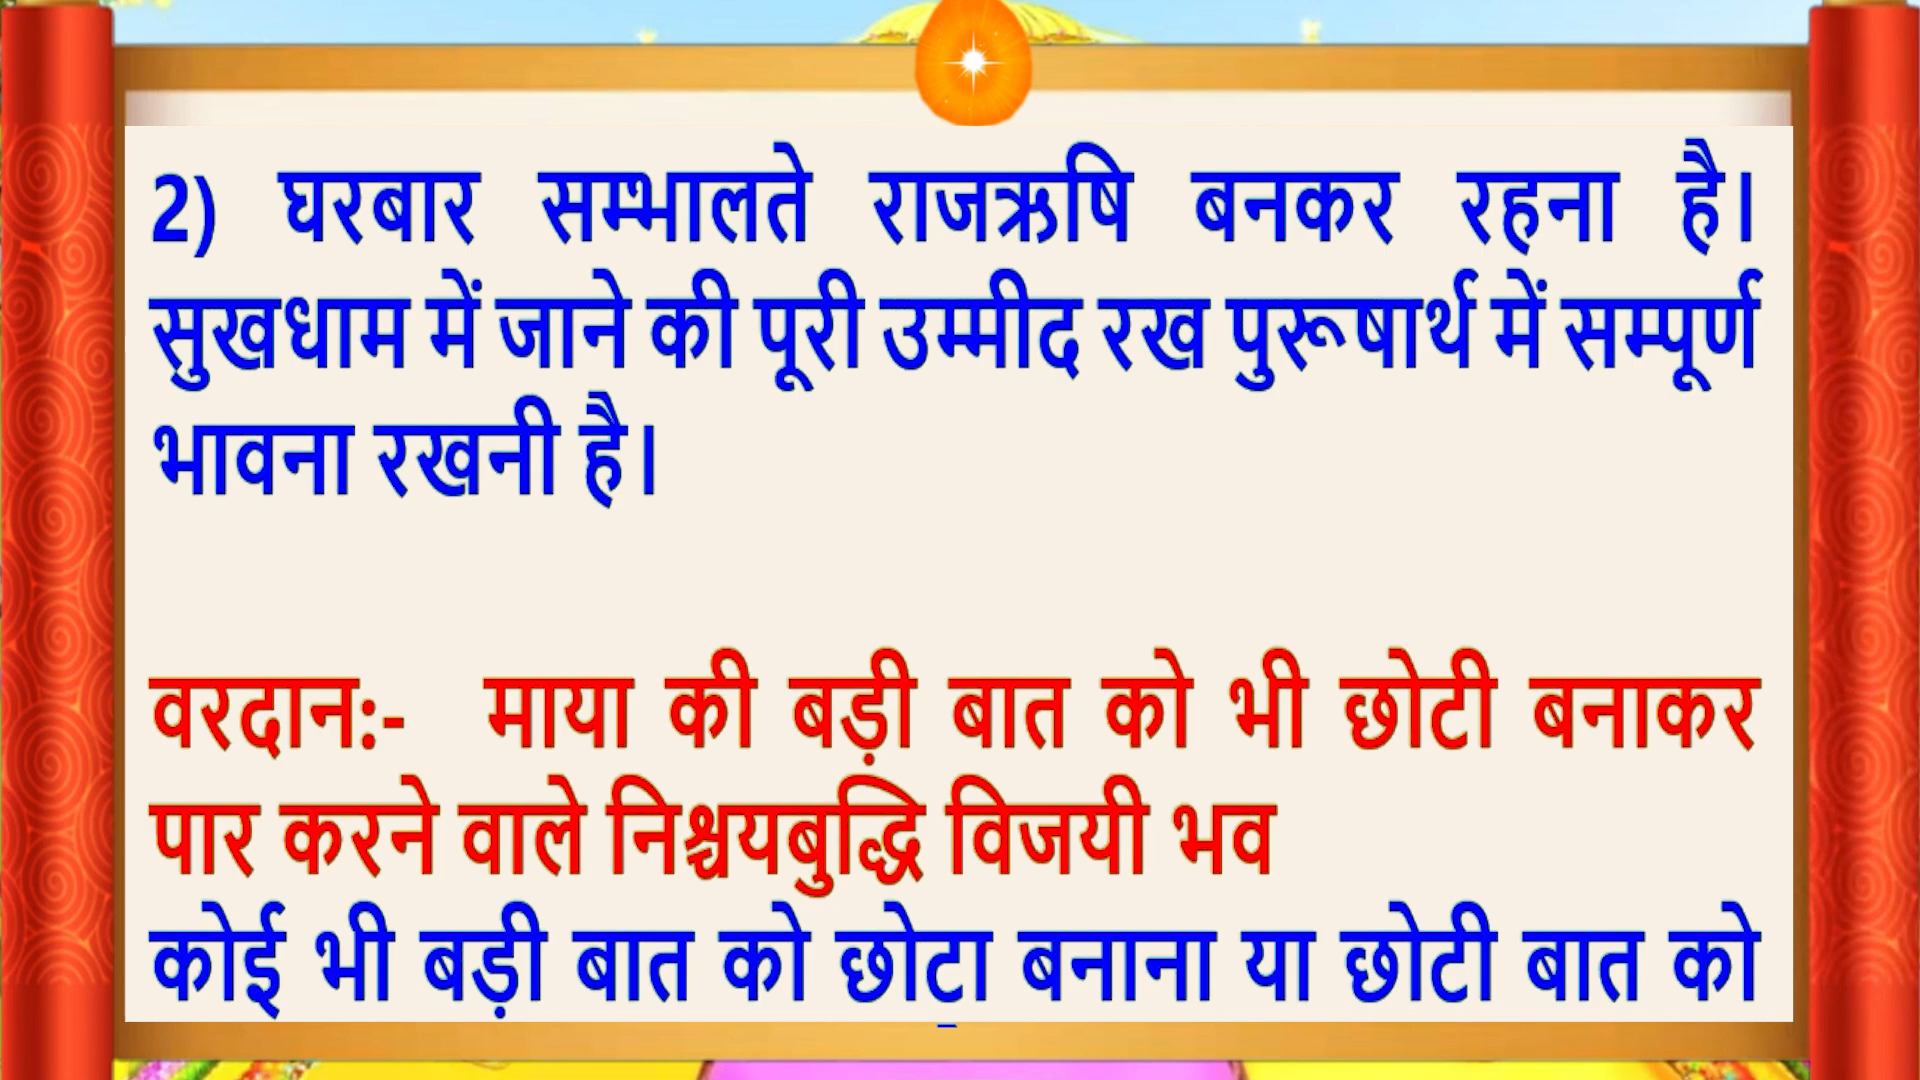 2) घरबार सम्भालते राजऋषि बनकर रहना है।
सुखधाम में जाने की पूरी उम्मीद रख पुरूषार्थ में सम्पूर्ण
भावना रखनी है।
वरदान:- माया की बड़ी बात को भी छोटी बनाकर
पार करने वाले निश्चयबुद्धि विजयी भव
कोई भी बड़ी बात को छोटा बनाना या छोटी बात को